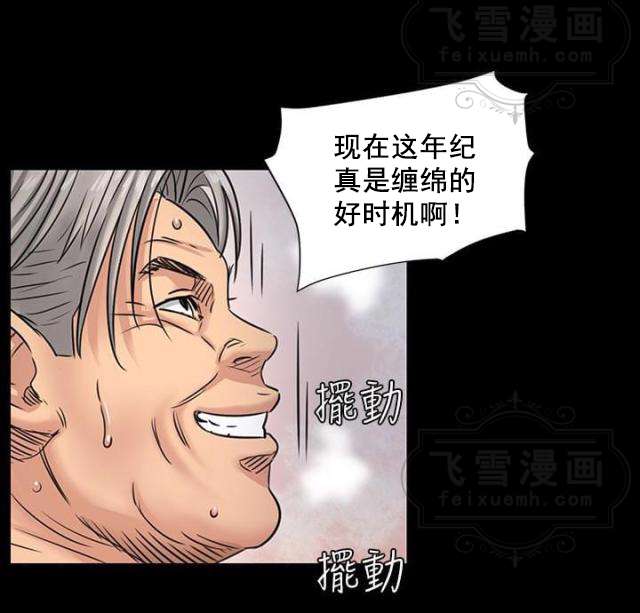 飞雪漫画
feixuemh.com
现在这年纪
真是缠绵的
好时机啊！
擺動
飞雪漫画
feixuemh.com
擺動